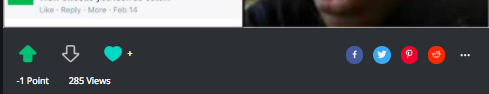 Like · Reply · More · Feb 14
+
-1 Point 285 Views